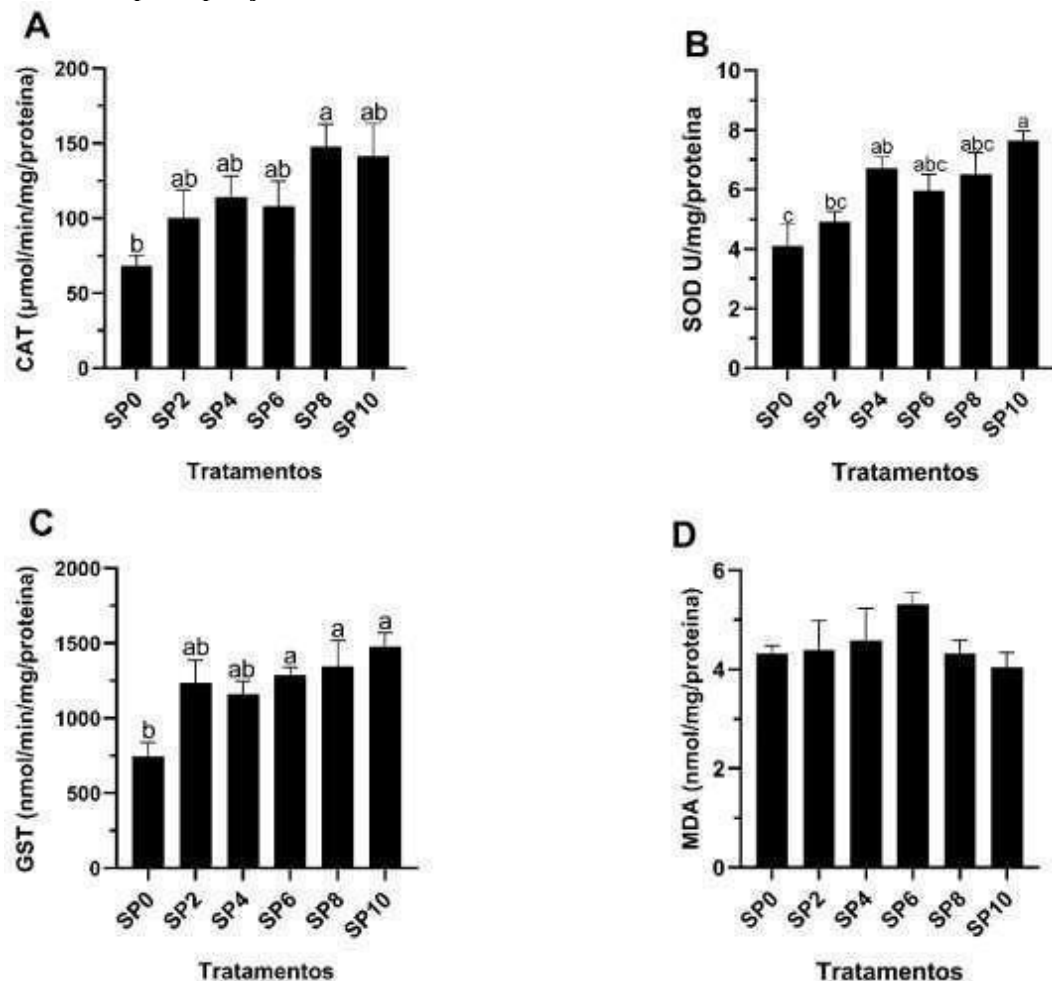 A
CAT (µmol/min/mg/proteína)
200
150
100
50
0
b
ab
ab
ab
a
ab
SP0
SP2
SP4
SP6
SP8
SP10
Tratamentos
B
SOD U/mg/proteína
10
8
6
4
2
0
c
bc
ab
abc
abc
a
SP0
SP2
SP4
SP6
SP8
SP10
Tratamentos
C
GST (nmol/min/mg/proteína)
2000
1500
1000
500
0
b
ab
ab
a
a
a
SP0
SP2
SP4
SP6
SP8
SP10
Tratamentos
D
MDA (nmol/mg/proteína)
6
4
2
0
SP0
SP2
SP4
SP6
SP8
SP10
Tratamentos